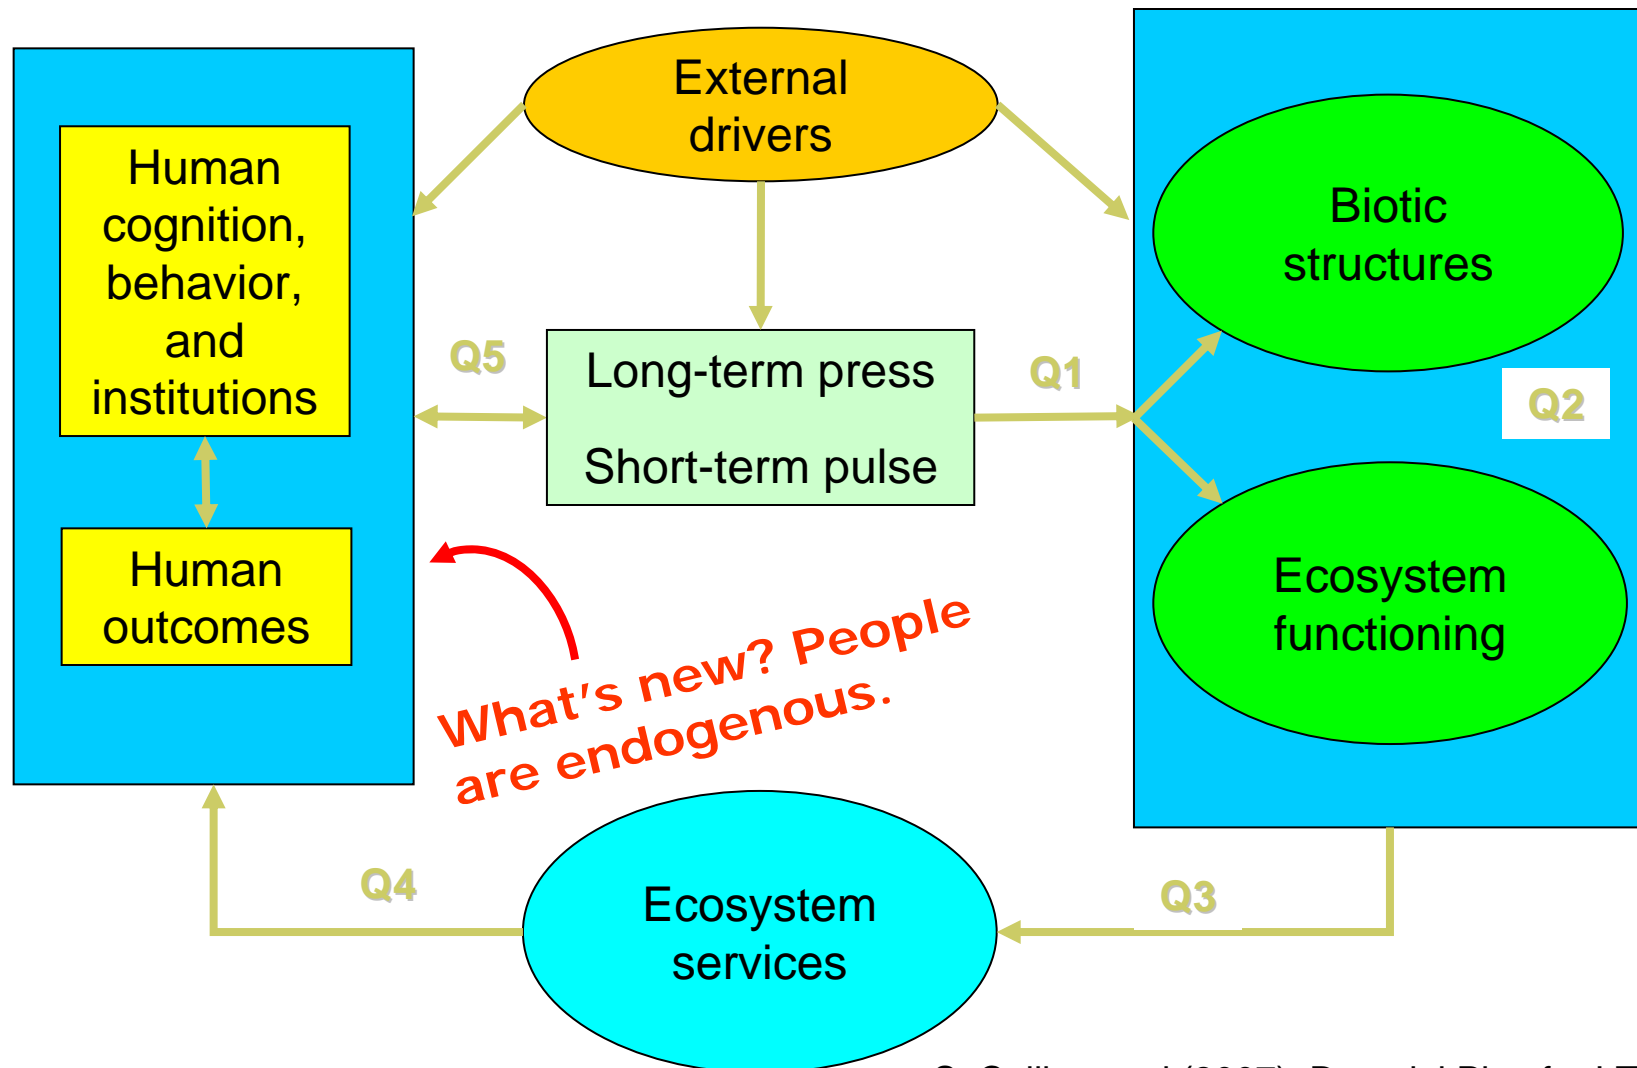 External
drivers
Human
cognition,
behavior,
and
institutions
Human
outcomes
Q5
Long-term press
Short-term pulse
Q1
Biotic
structures
Q2
Ecosystem
functioning
What's new? People
are endogenous.
Q4
Ecosystem
services
Q3